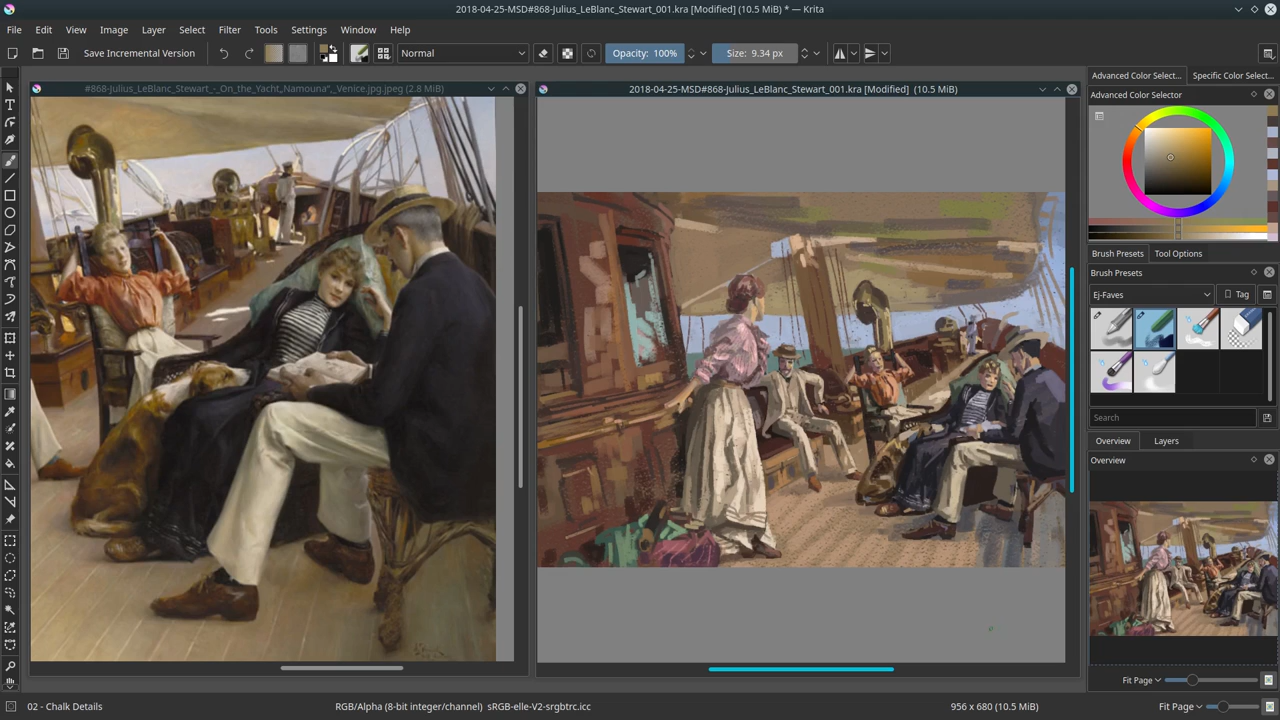 2018-04-25-MSD#868-Julius_LeBlanc_Stewart_001.kra [Modified] (10.5 MiB) * — Krita
File Edit View Image Layer Select Filter Tools Settings Window Help
Save Incremental Version
Normal
Opacity: 100%
Size: 9.34 px
#868-Julius_LeBlanc_Stewart_-_On_the_Yacht_Namouna",_Venice.jpg.jpeg (2.8 MiB)
2018-04-25-MSD#868-Julius_LeBlanc_Stewart_001.kra [Modified] (10.5 MiB)
Advanced Color Select...
Specific Color Select...
Advanced Color Selector
Brush Presets
Tool Options
Brush Presets
Ej-Faves
Tag
Search
Overview
Layers
Overview
Fit Page
02 - Chalk Details
RGB/Alpha (8-bit integer/channel) sRGB-elle-V2-srgbtrc.icc
956 x 680 (10.5 MiB)
Fit Page